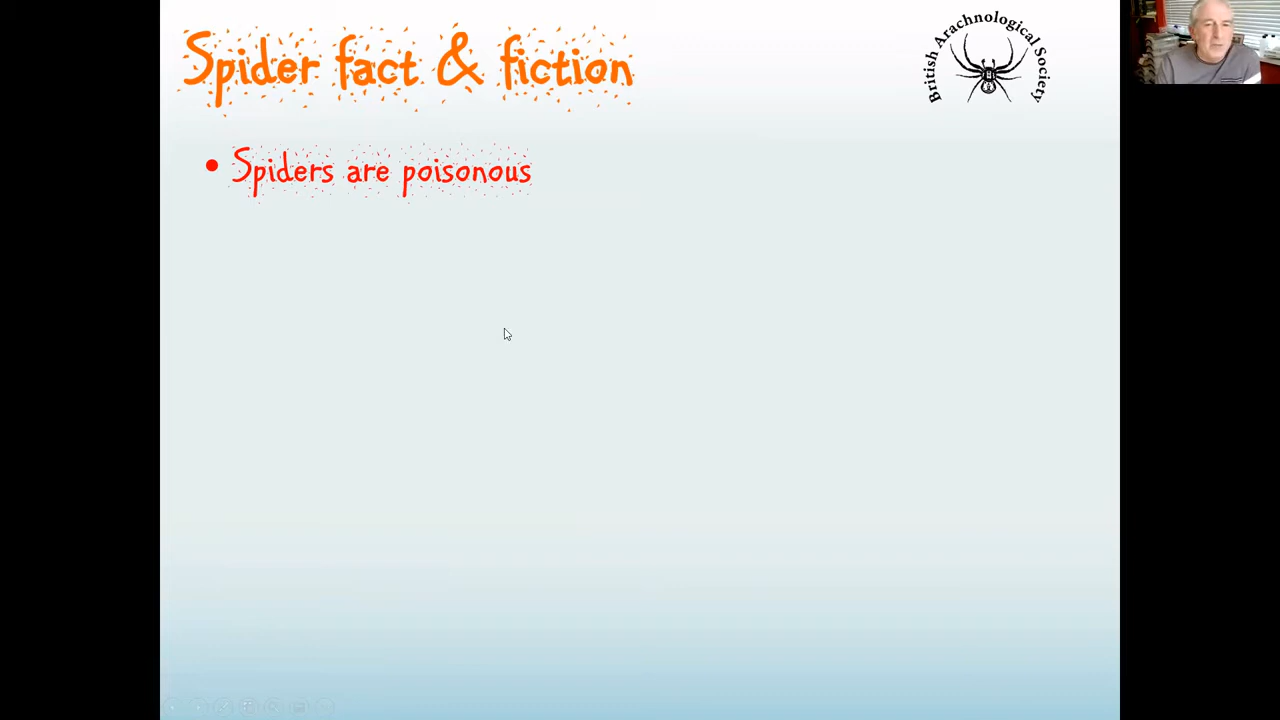 Spider fact & fiction
British Arachnological Society
• Spiders are poisonous